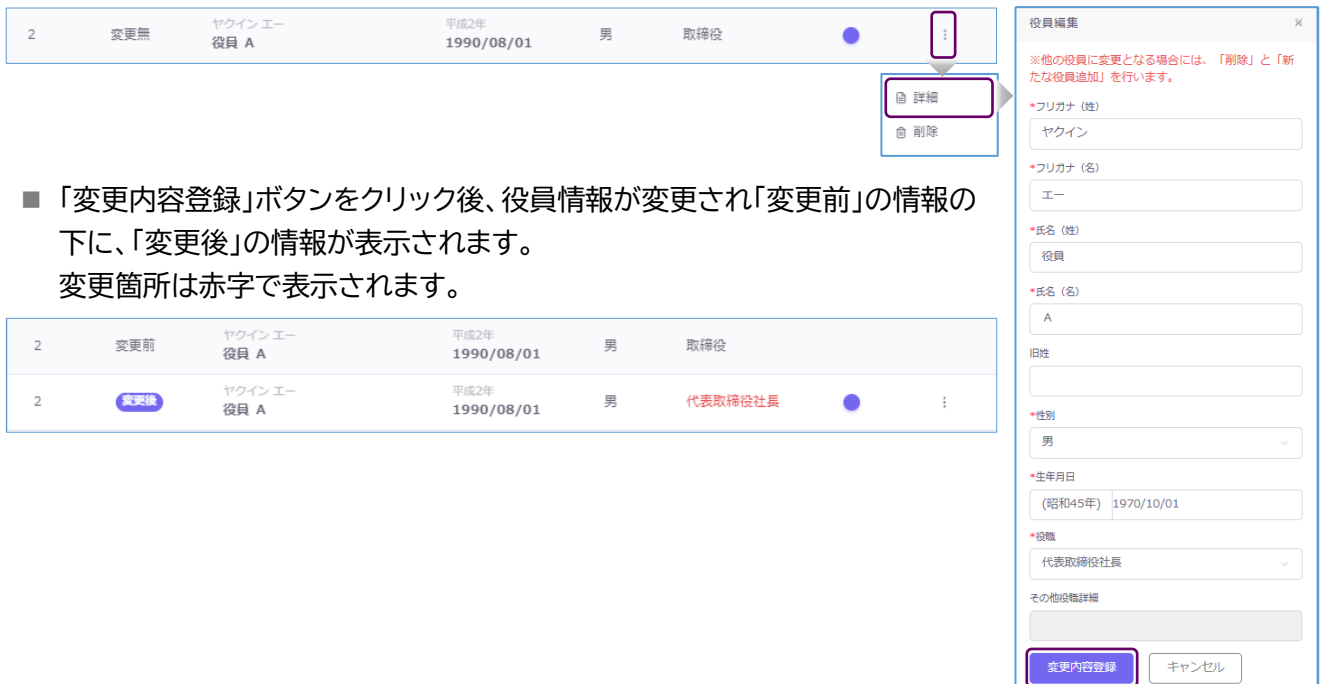 ヤクイン エー
平成2年
2 変更無 役員 A 1990/08/01 男 取締役
詳細
削除
■ 「変更内容登録」ボタンをクリック後、役員情報が変更され「変更前」の情報の
下に、「変更後」の情報が表示されます。
変更箇所は赤字で表示されます。
ヤクイン エー
平成2年
2 変更前 役員 A 1990/08/01 男 取締役
ヤクイン エー
平成2年
2 変更後 役員 A 1990/08/01 男 代表取締役社長
役員編集
※他の役員に変更となる場合には、「削除」と「新
たな役員追加」を行います。
*フリガナ（姓）
ヤクイン
*フリガナ（名）
エー
*氏名（姓）
役員
*氏名（名）
A
旧姓
*性別
男
*生年月日
(昭和45年) 1970/10/01
*役職
代表取締役社長
その他役職詳細
変更内容登録 キャンセル